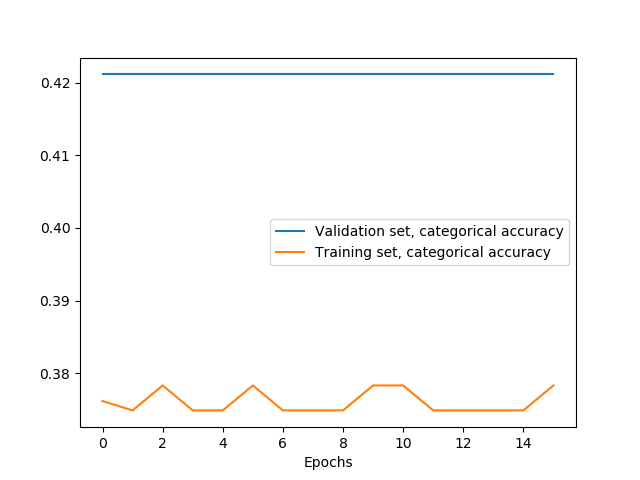 0.42
0.41
0.40
0.39
0.38
Validation set, categorical accuracy
Training set, categorical accuracy
0 2 4 6 8 10 12 14
Epochs